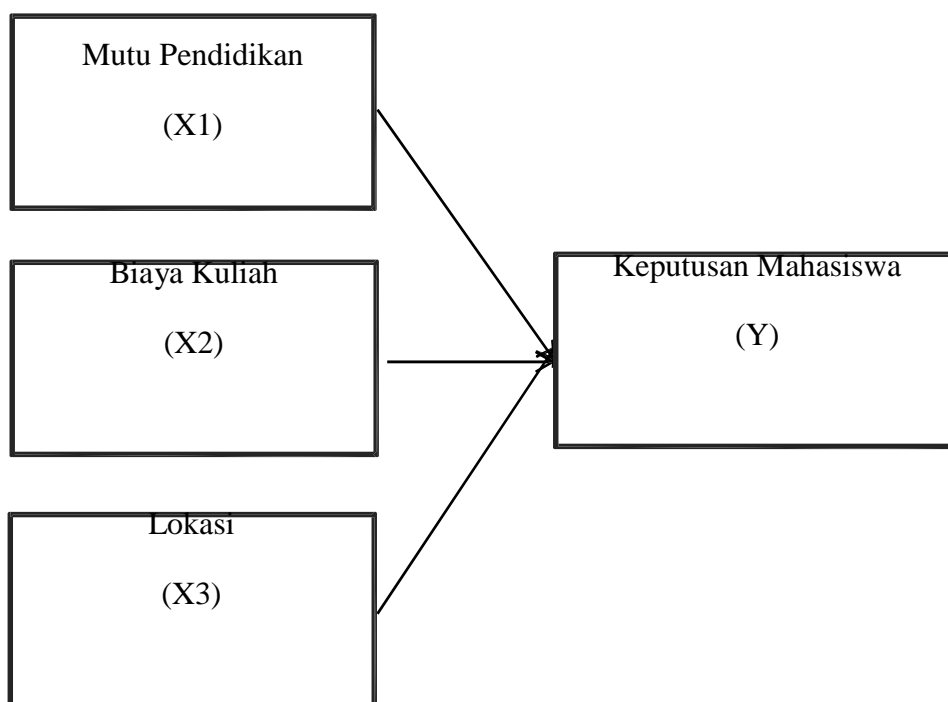 Mutu Pendidikan
(X1)
Biaya Kuliah
(X2)
Keputusan Mahasiswa
(Y)
Lokasi
(X3)